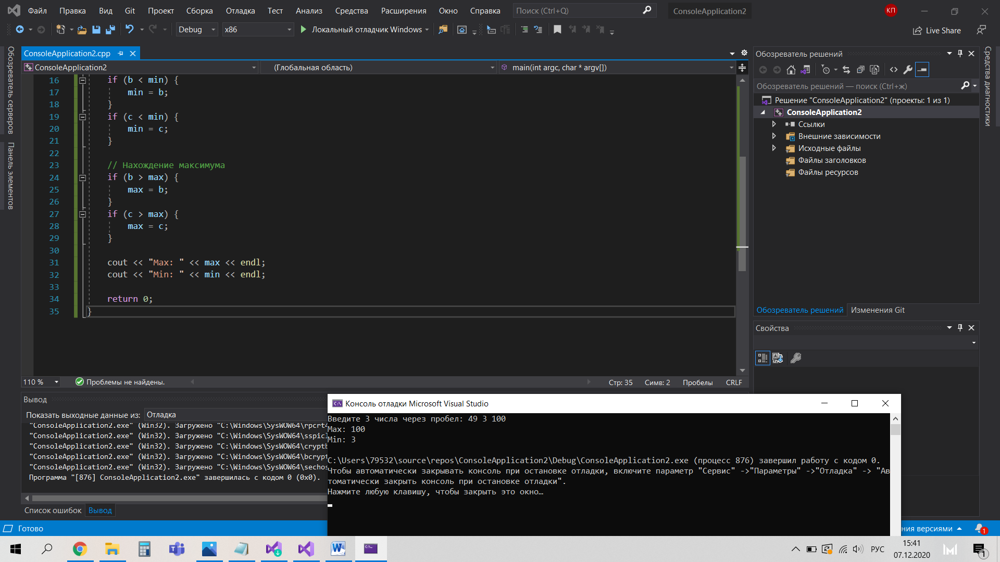 Файл Правка Вид Git Проект Сборка Отладка Тест Анализ Средства Расширения Окно Справка Поиск (Ctrl+Q) ConsoleApplication2 КП
Debug x86 Локальный отладчик Windows Live Share
Обозреватель серверов
Панель элементов
ConsoleApplication2.cpp
ConsoleApplication2 (Глобальная область) main(int argc, char * argv[])
16 if (b < min) {
17 min = b;
18 }
19 if (c < min) {
20 min = c;
21 }
22
23 // Нахождение максимума
24 if (b > max) {
25 max = b;
26 }
27 if (c > max) {
28 max = c;
29 }
30
31 cout << "Max: " << max << endl;
32 cout << "Min: " << min << endl;
33
34 return 0;
35 }
110 % Проблемы не найдены. Стр: 35 Симв: 2 Пробелы CRLF
Обозреватель решений
Обозреватель решений — поиск (Ctrl+ж)
Решение "ConsoleApplication2" (проекты: 1 из 1)
ConsoleApplication2
Ссылки
Внешние зависимости
Исходные файлы
Файлы заголовков
Файлы ресурсов
Обозреватель решений Изменения Git
Свойства
Средства диагностики
Вывод
Показать выходные данные из: Отладка
"ConsoleApplication2.exe" (Win32). Загружено "C:\Windows\SysWOW64\rpcrt4
"ConsoleApplication2.exe" (Win32). Загружено "C:\Windows\SysWOW64\sspicl
"ConsoleApplication2.exe" (Win32). Загружено "C:\Windows\SysWOW64\cryptb
"ConsoleApplication2.exe" (Win32). Загружено "C:\Windows\SysWOW64\bcrypt
"ConsoleApplication2.exe" (Win32). Загружено "C:\Windows\SysWOW64\sechos
Программа "[876] ConsoleApplication2.exe" завершилась с кодом 0 (0x0).
Список ошибок Вывод
Консоль отладки Microsoft Visual Studio
Введите 3 числа через пробел: 49 3 100
Max: 100
Min: 3
C:\Users\79532\source\repos\ConsoleApplication2\Debug\ConsoleApplication2.exe (процесс 876) завершил работу с кодом 0.
Чтобы автоматически закрывать консоль при остановке отладки, включите параметр "Сервис" ->"Параметры" ->"Отладка" -> "Ав
томатически закрыть консоль при остановке отладки".
Нажмите любую клавишу, чтобы закрыть это окно…
Готово ния версиями 1
РУС 15:41
07.12.2020 1